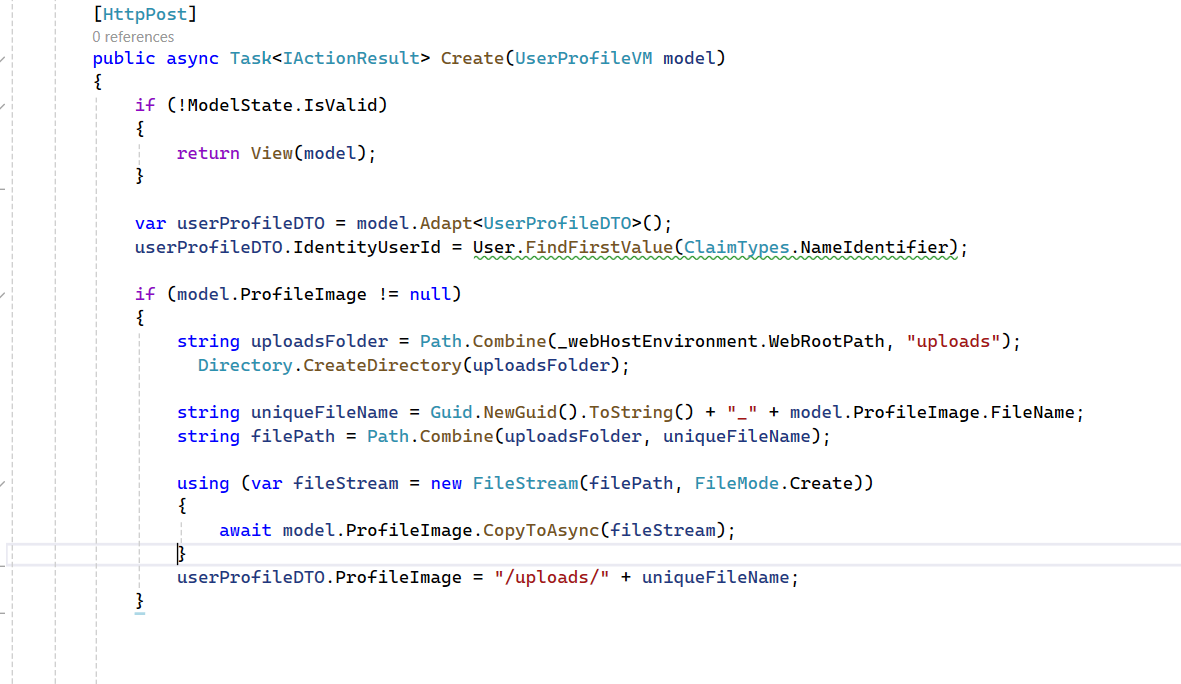 [HttpPost]
0 references
public async Task<IActionResult> Create(UserProfileVM model)
{
if (!ModelState.IsValid)
{
return View(model);
}
var userProfileDTO = model.Adapt<UserProfileDTO>();
userProfileDTO.IdentityUserId = User.FindFirstValue(ClaimTypes.NameIdentifier);
if (model.ProfileImage != null)
{
string uploadsFolder = Path.Combine(_webHostEnvironment.WebRootPath, "uploads");
Directory.CreateDirectory(uploadsFolder);
string uniqueFileName = Guid.NewGuid().ToString() + "_" + model.ProfileImage.FileName;
string filePath = Path.Combine(uploadsFolder, uniqueFileName);
using (var fileStream = new FileStream(filePath, FileMode.Create))
{
await model.ProfileImage.CopyToAsync(fileStream);
}
userProfileDTO.ProfileImage = "/uploads/" + uniqueFileName;
}